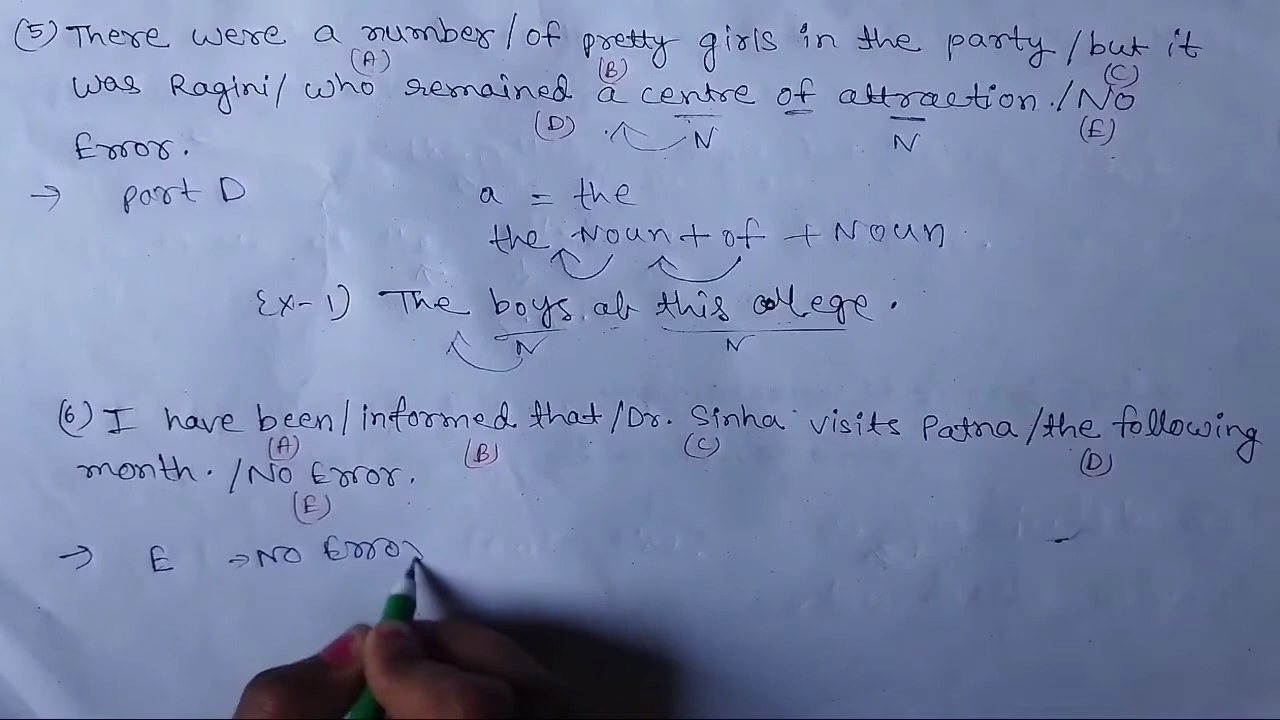 (5) There were a number / of pretty girls in the party / but it
(A) (B) (C)
was Ragini / who remained a centre of attraction. / No
(D) N N (E)
Error.
→ part D a = the
the Noun + of + Noun
Ex-1) The boys of this college.
N N
(6) I have been / informed that / Dr. Sinha visits Patna / the following
(A) (B) (C) (D)
month. / No Error.
(E)
→ E → No Error